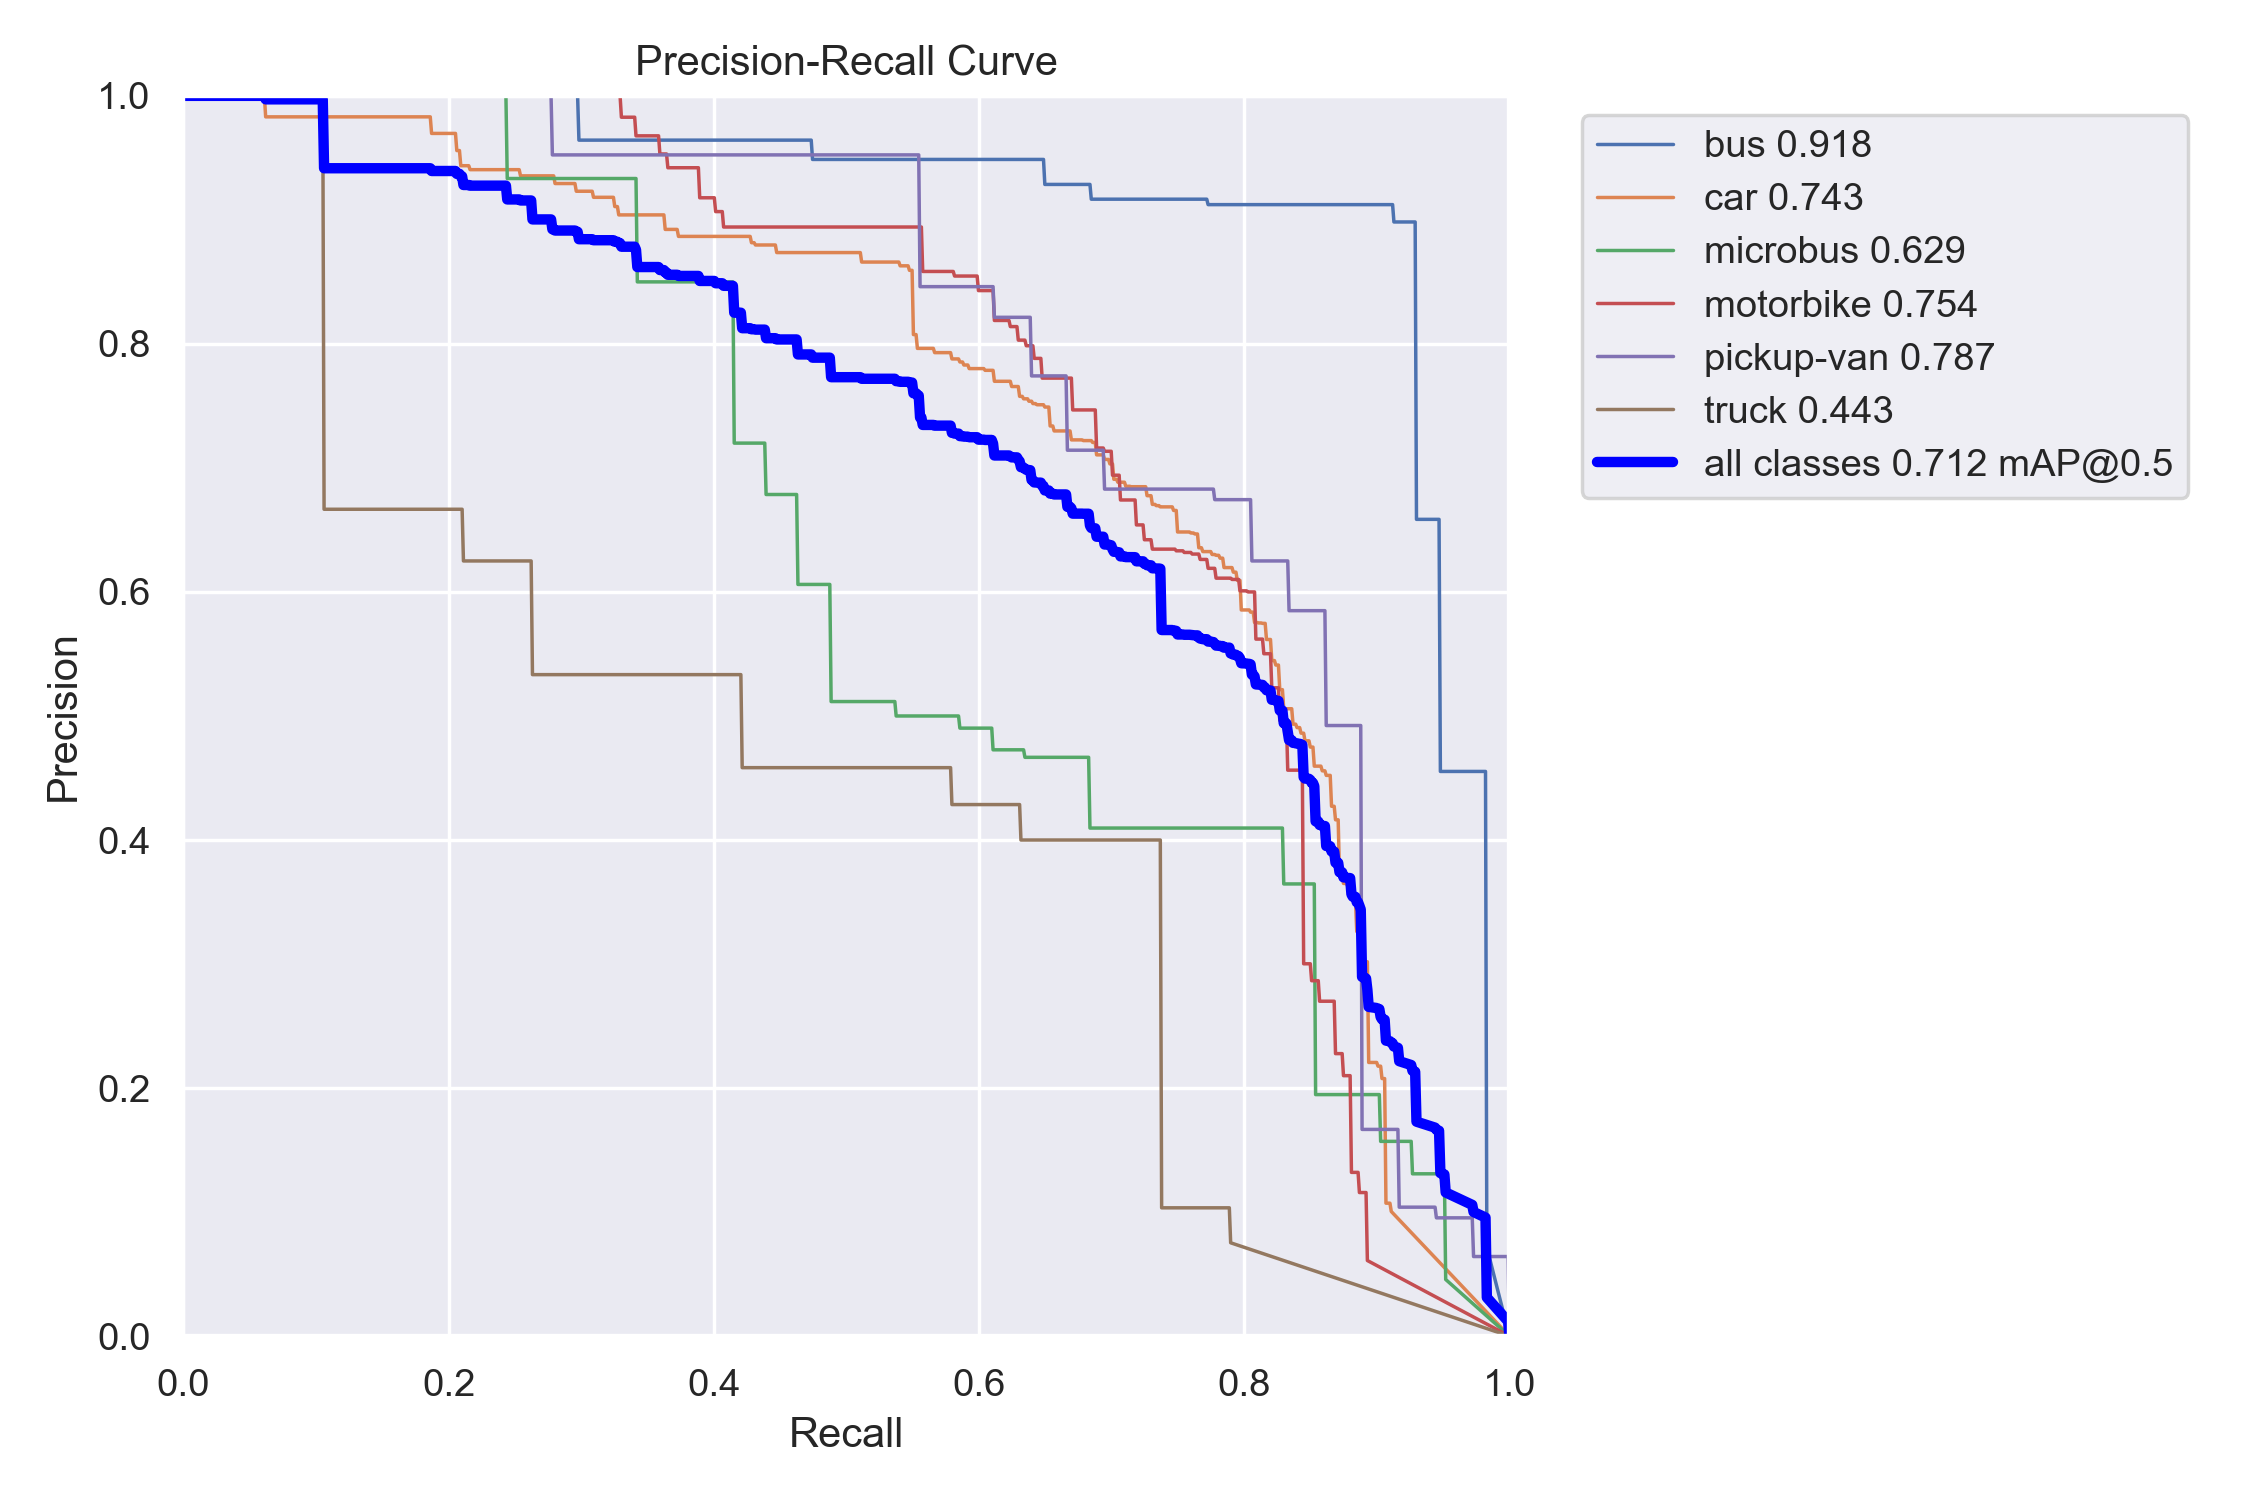 Precision-Recall Curve
1.0
0.8
0.6
0.4
0.2
0.0
Precision
0.0 0.2 0.4 0.6 0.8 1.0
Recall
bus 0.918
car 0.743
microbus 0.629
motorbike 0.754
pickup-van 0.787
truck 0.443
all classes 0.712 mAP@0.5